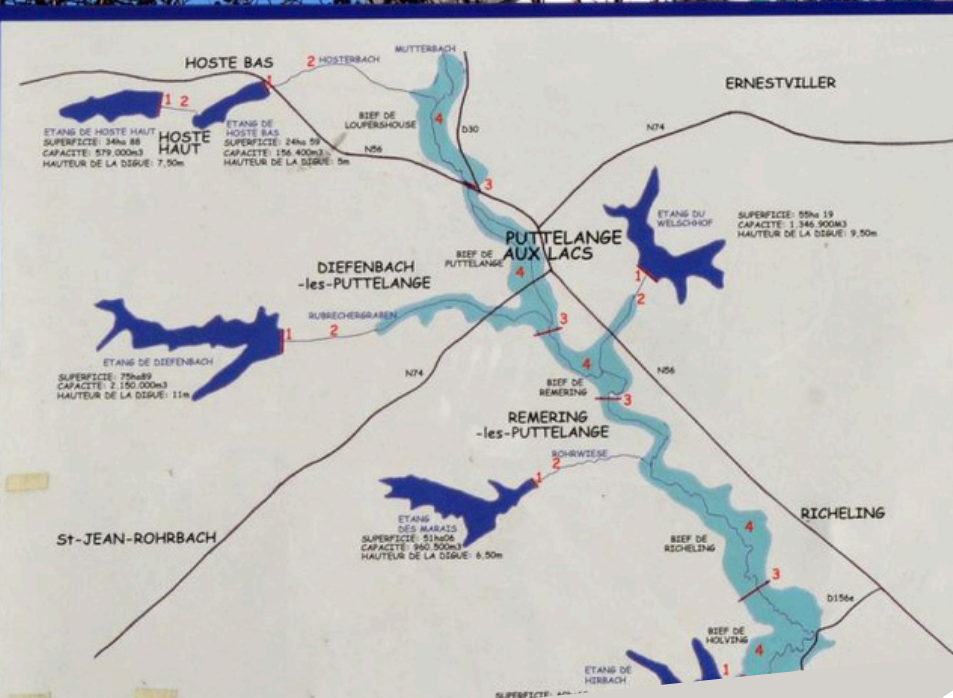 HOSTE BAS
2
HOSTERBACH
MUTTERBACH
1
1 2
ERNESTVILLER
4
BIEF DE
LOUPERSHOUSE
D30
N74
ETANG DE HOSTE HAUT
SUPERFICIE: 34ha 88
CAPACITE: 579.000m3
HAUTEUR DE LA DIGUE: 7,50m
HOSTE
HAUT
ETANG DE
HOSTE BAS
SUPERFICIE: 24ha 59
CAPACITE: 156.400m3
HAUTEUR DE LA DIGUE: 5m
N56
3
ETANG DU
WELSCHHOF
SUPERFICIE: 55ha 19
CAPACITE: 1.346.900M3
HAUTEUR DE LA DIGUE: 9,50m
PUTTELANGE
AUX LACS
BIEF DE
PUTTELANGE
4
1
2
DIEFENBACH
-les-PUTTELANGE
RUBRECHERGRABEN
1
2
3
ETANG DE DIEFENBACH
SUPERFICIE: 75ha89
CAPACITE: 2.150.000m3
HAUTEUR DE LA DIGUE: 11m
N74
4
N56
BIEF DE
REMERING
3
REMERING
-les-PUTTELANGE
ROHRWIESE
1
2
ETANG
DES MARAIS
SUPERFICIE: 51ha06
CAPACITE: 960.500m3
HAUTEUR DE LA DIGUE: 6,50m
St-JEAN-ROHRBACH
RICHELING
4
BIEF DE
RICHELING
3
D156e
BIEF DE
HOLVING
4
ETANG DE
HIRBACH
1
SUPERFICIE: